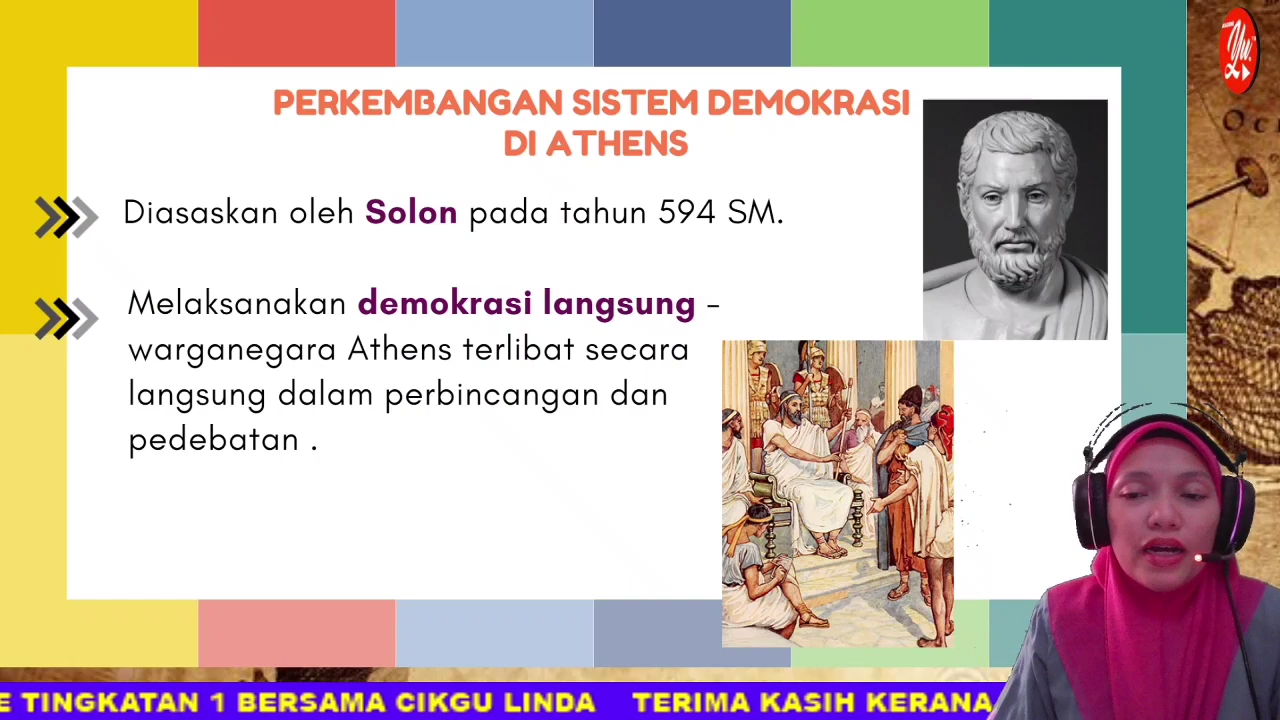 PERKEMBANGAN SISTEM DEMOKRASI
DI ATHENS
Diasaskan oleh Solon pada tahun 594 SM.
Melaksanakan demokrasi langsung -
warganegara Athens terlibat secara
langsung dalam perbincangan dan
pedebatan .
E TINGKATAN 1 BERSAMA CIKGU LINDA TERIMA KASIH KERANA